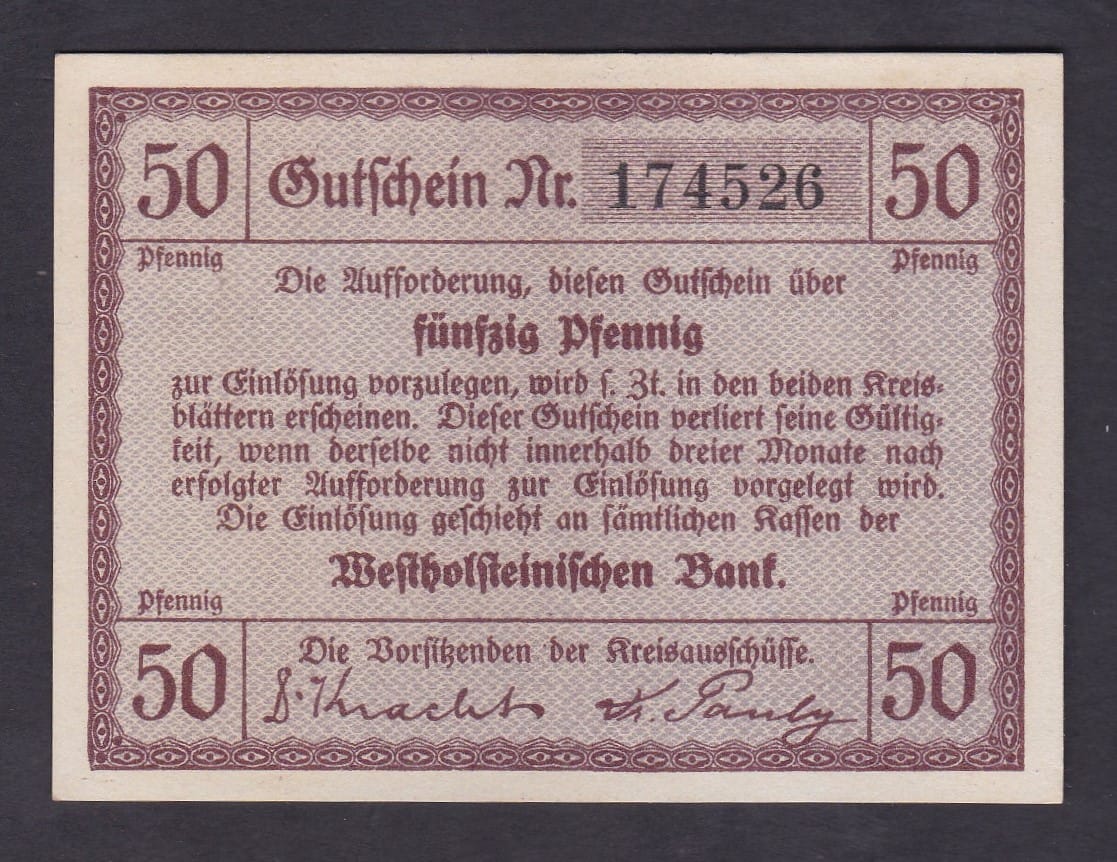 50 Gutschein Nr. 174526 50
Pfennig Pfennig
Die Aufforderung, diesen Gutschein über
fünfzig Pfennig
zur Einlösung vorzulegen, wird s. Zt. in den beiden Kreis-
blättern erscheinen. Dieser Gutschein verliert seine Gültig-
keit, wenn derselbe nicht innerhalb dreier Monate nach
erfolgter Aufforderung zur Einlösung vorgelegt wird.
Die Einlösung geschieht an sämtlichen Kassen der
Westholsteinischen Bank.
Pfennig Pfennig
50 Die Vorsitzenden der Kreisausschüsse. 50
Kracht Pauly